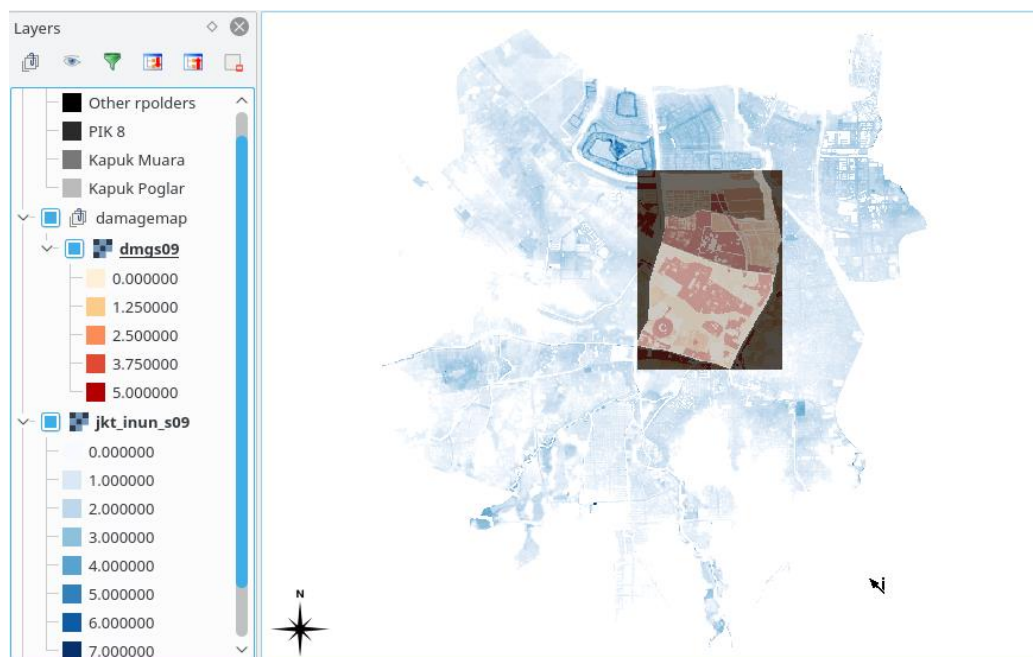 Layers
Other rpolders
PIK 8
Kapuk Muara
Kapuk Poglar
damagemap
dmgs09
0.000000
1.250000
2.500000
3.750000
5.000000
jkt_inun_s09
0.000000
1.000000
2.000000
3.000000
4.000000
5.000000
6.000000
7.000000
N